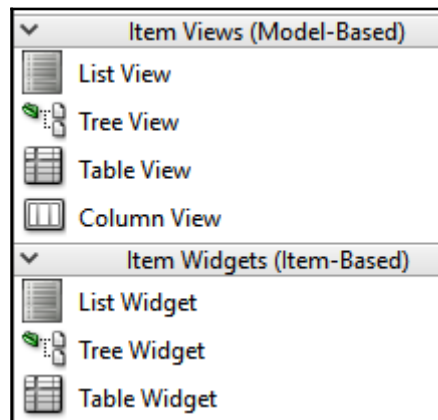 Item Views (Model-Based)
List View
Tree View
Table View
Column View
Item Widgets (Item-Based)
List Widget
Tree Widget
Table Widget